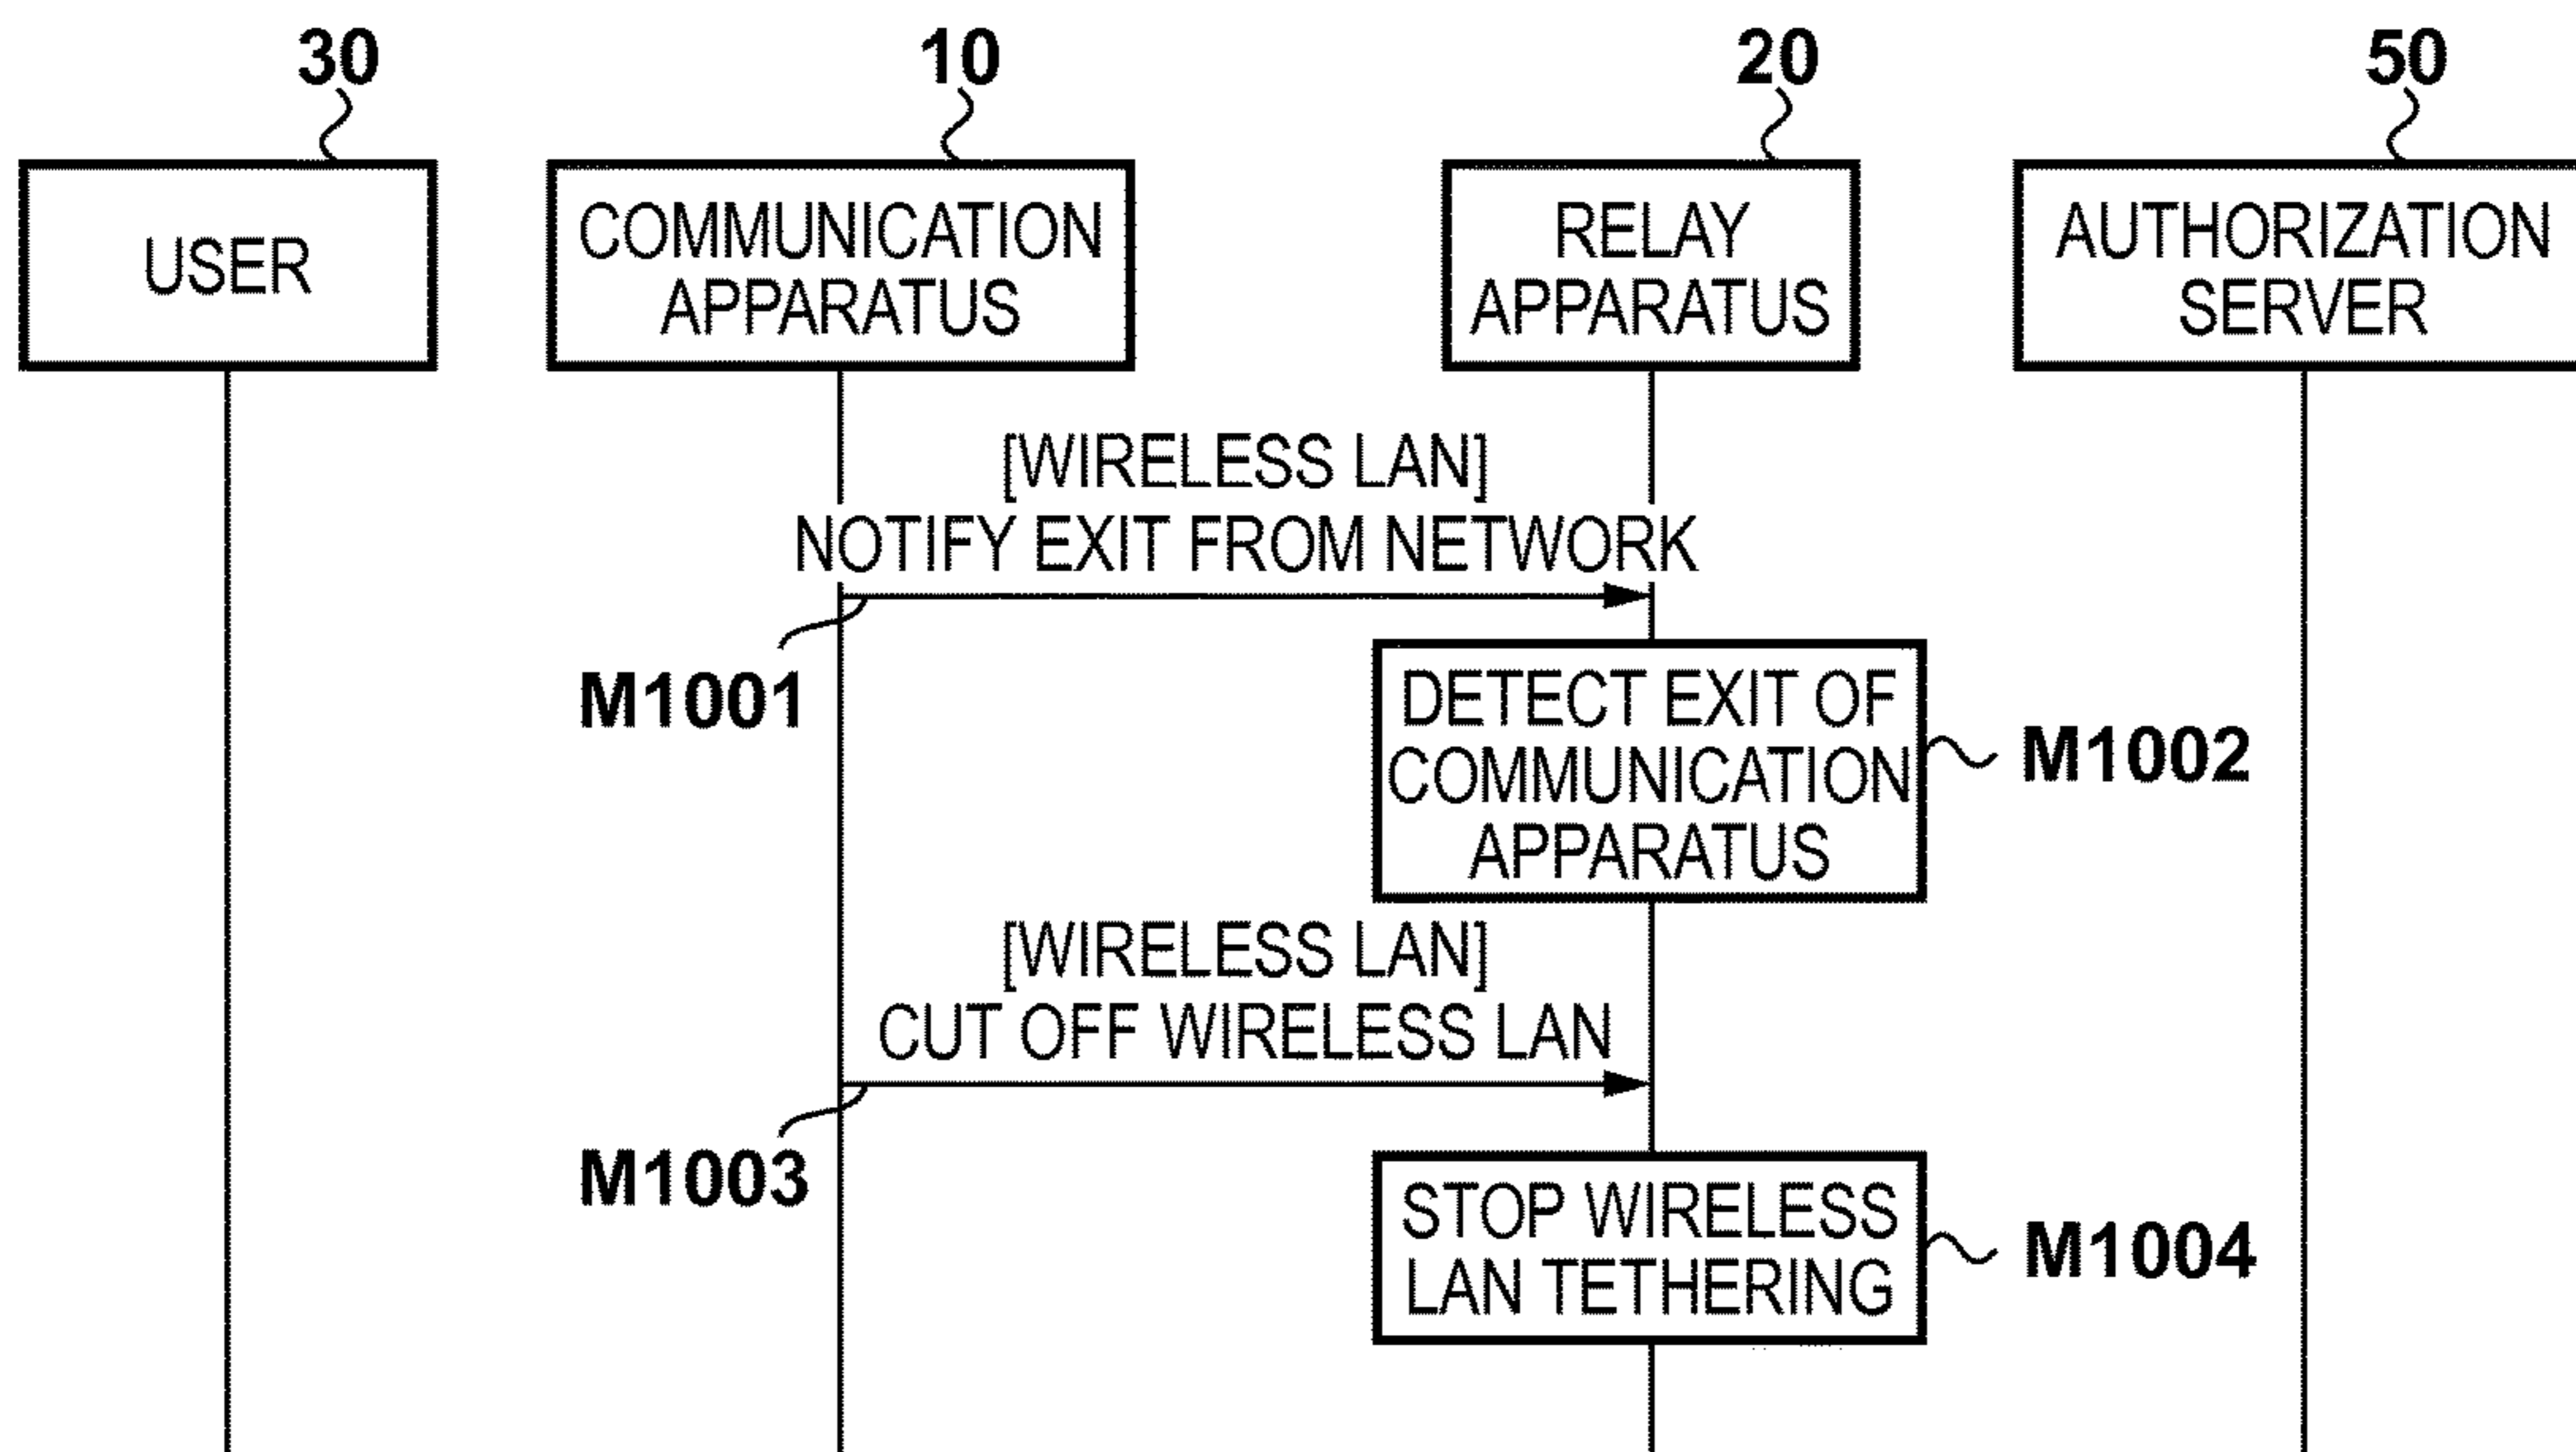 30
10
20
50
USER
COMMUNICATION
APPARATUS
RELAY
APPARATUS
AUTHORIZATION
SERVER
[WIRELESS LAN]
NOTIFY EXIT FROM NETWORK
M1001
DETECT EXIT OF
COMMUNICATION
APPARATUS
M1002
[WIRELESS LAN]
CUT OFF WIRELESS LAN
M1003
STOP WIRELESS
LAN TETHERING
M1004